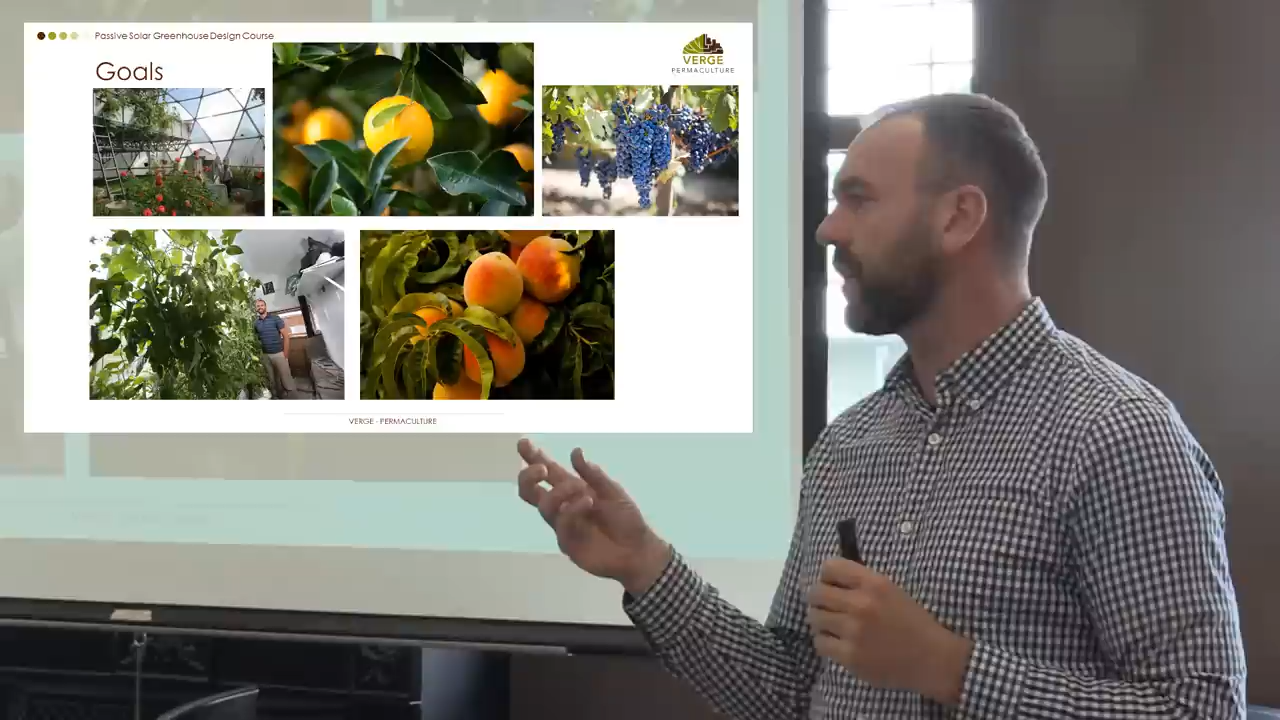 Passive Solar Greenhouse Design Course
Goals
VERGE
PERMACULTURE
VERGE - PERMACULTURE